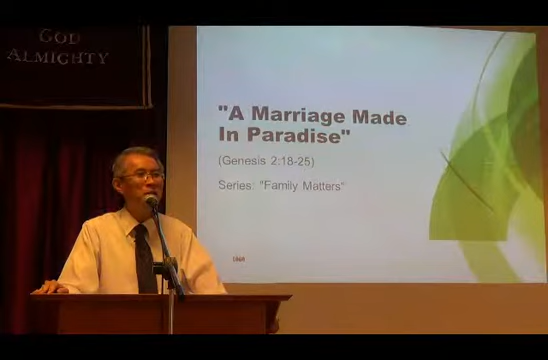 GOD
ALMIGHTY
"A Marriage Made
In Paradise"
(Genesis 2:18-25)
Series: "Family Matters"